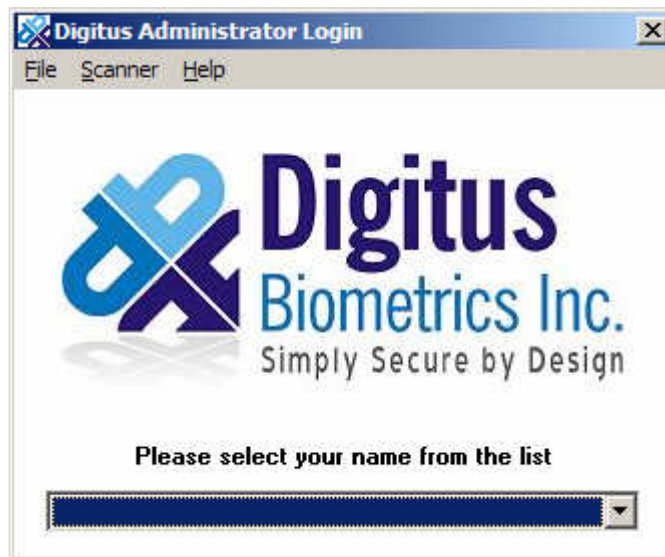 Digitus Administrator Login
File Scanner Help
Digitus
Biometrics Inc.
Simply Secure by Design
Please select your name from the list